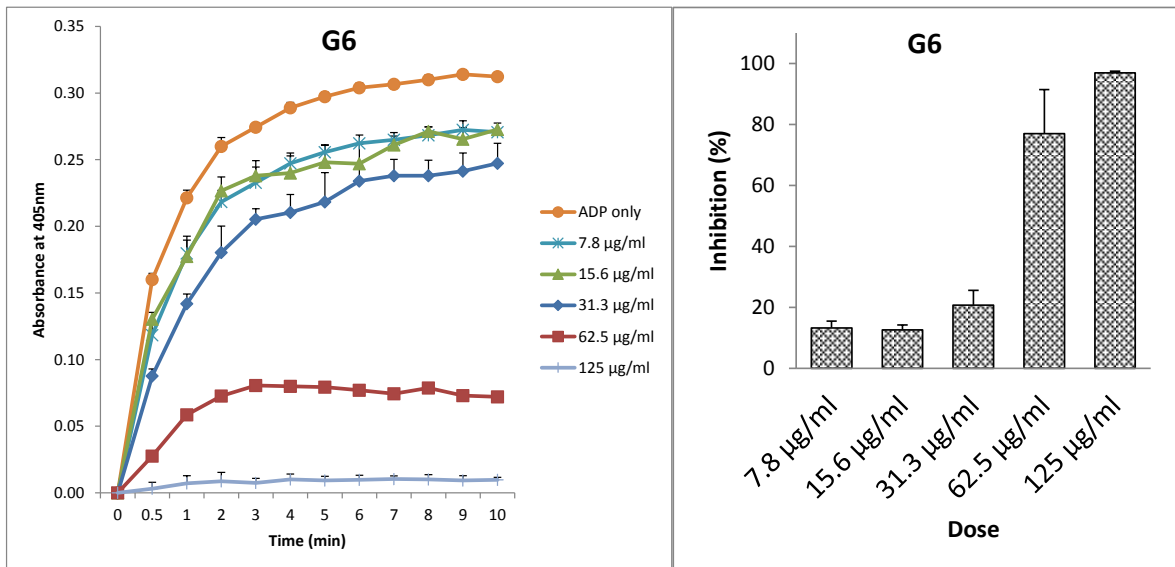 G6
0.35
0.30
0.25
0.20
0.15
0.10
0.05
0.00
Absorbance at 405nm
0 0.5 1 2 3 4 5 6 7 8 9 10
Time (min)
ADP only
7.8 µg/ml
15.6 µg/ml
31.3 µg/ml
62.5 µg/ml
125 µg/ml
G6
100
80
60
40
20
0
Inhibition (%)
7.8 µg/ml
15.6 µg/ml
31.3 µg/ml
62.5 µg/ml
125 µg/ml
Dose